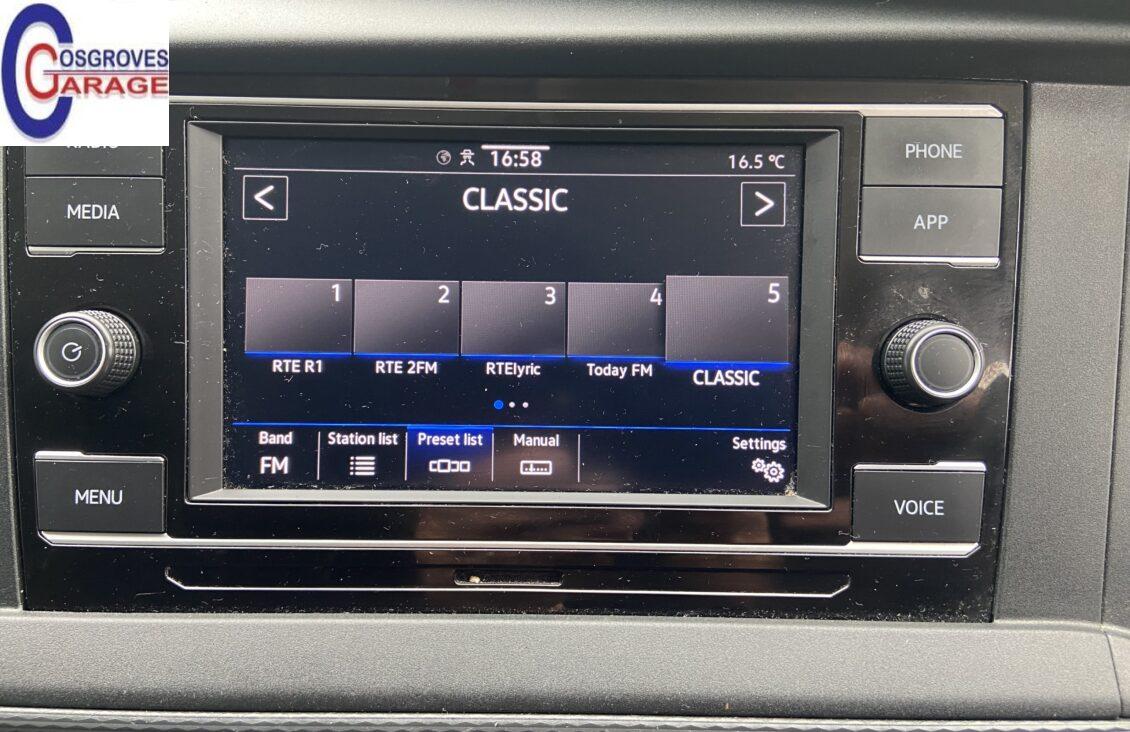 COSGROVES
GARAGE
RADIO
MEDIA
MENU
16:58
16.5 °C
< CLASSIC >
1 2 3 4 5
RTE R1 RTE 2FM RTElyric Today FM CLASSIC
Band Station list Preset list Manual Settings
FM
PHONE
APP
VOICE